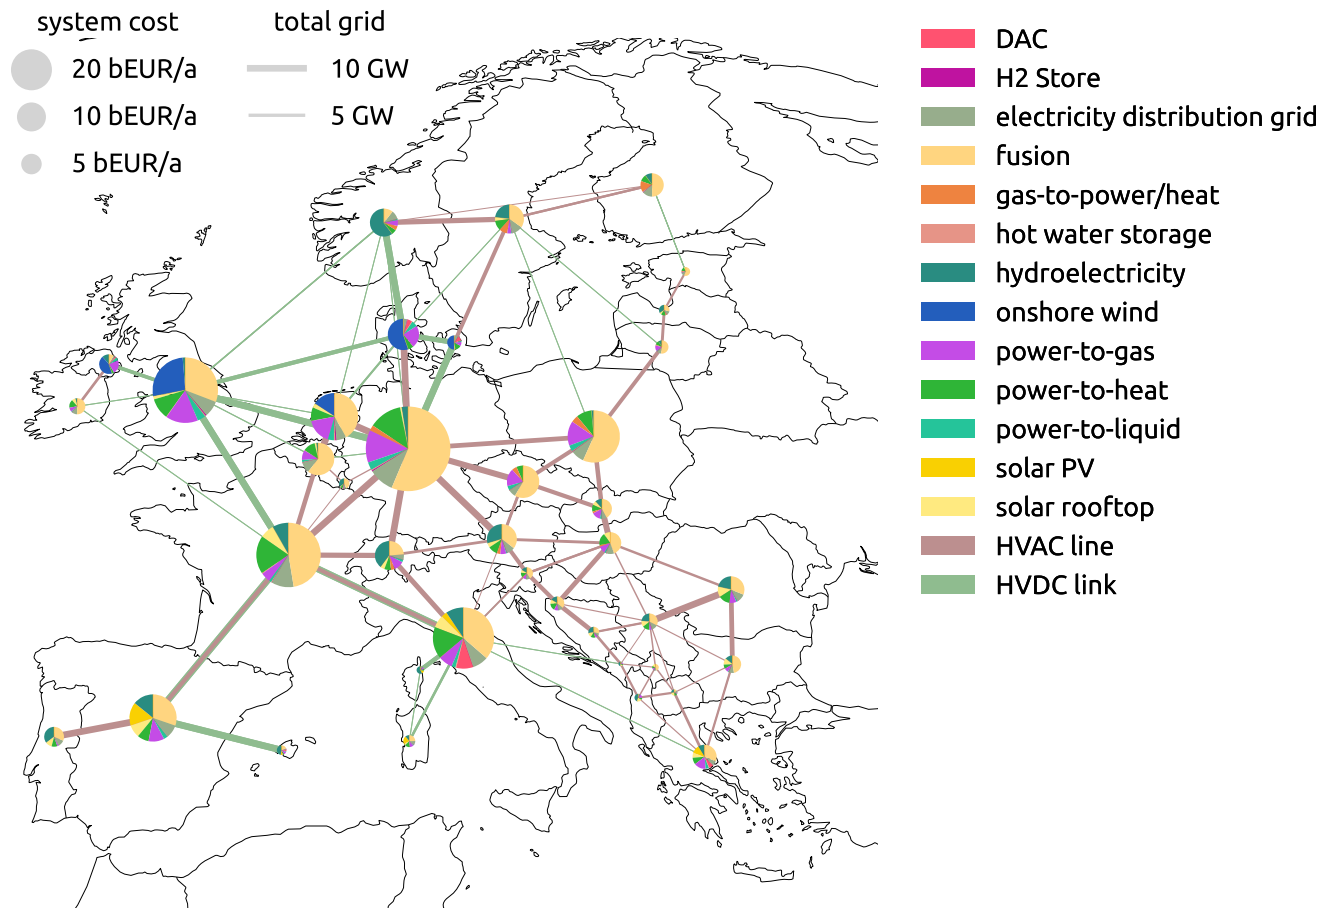 system cost
total grid
20 bEUR/a
10 GW
10 bEUR/a
5 GW
5 bEUR/a
DAC
H2 Store
electricity distribution grid
fusion
gas-to-power/heat
hot water storage
hydroelectricity
onshore wind
power-to-gas
power-to-heat
power-to-liquid
solar PV
solar rooftop
HVAC line
HVDC link